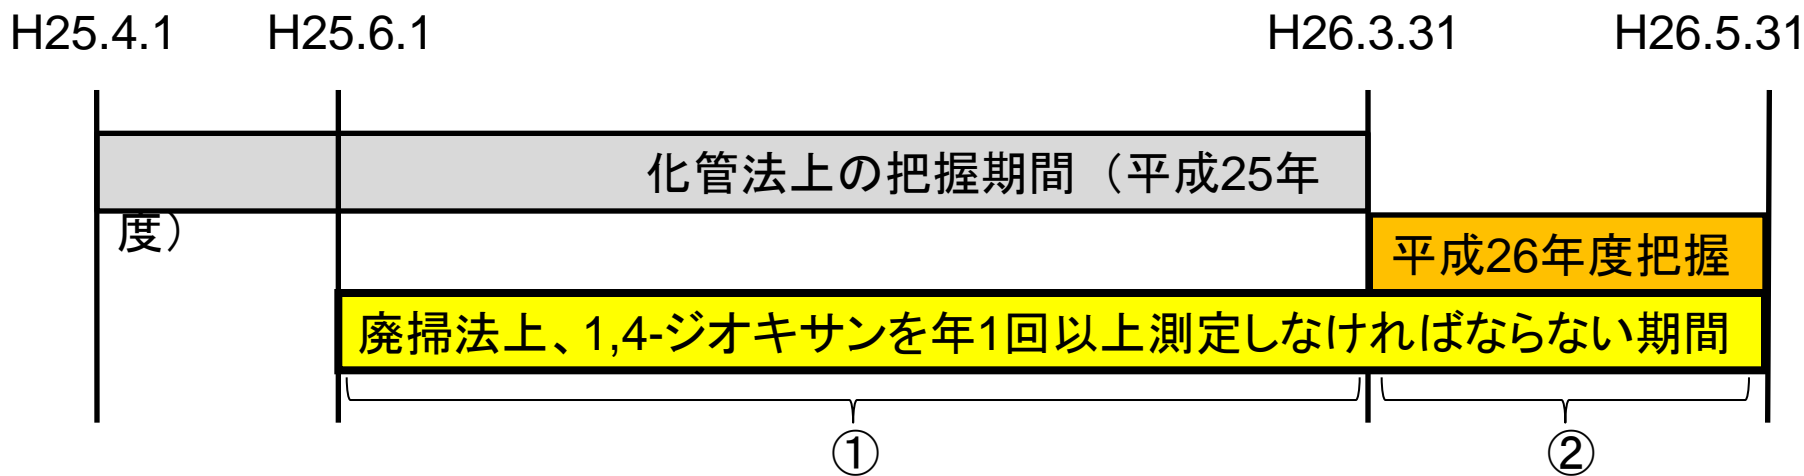 H25.4.1 H25.6.1 H26.3.31 H26.5.31
化管法上の把握期間（平成25年
度）
平成26年度把握
廃掃法上、1,4-ジオキサンを年1回以上測定しなければならない期間
① ②